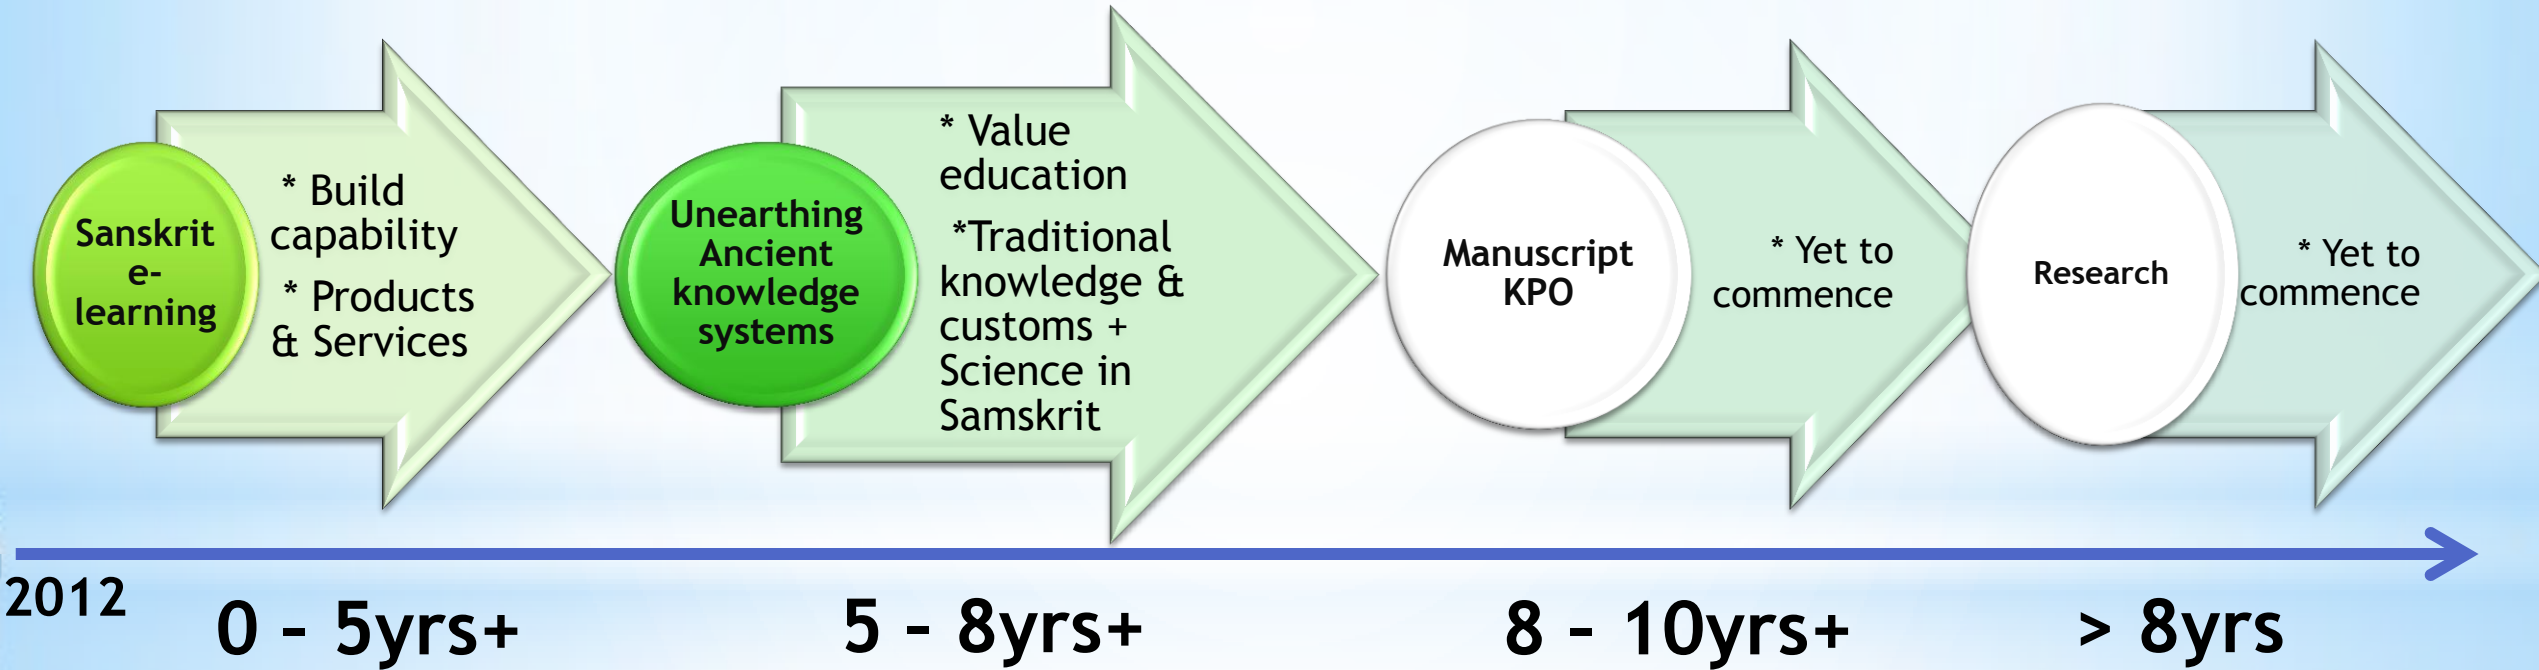 Sanskrit
e-
learning
* Build
capability
* Products
& Services
Unearthing
Ancient
knowledge
systems
* Value
education
*Traditional
knowledge &
customs +
Science in
Samskrit
Manuscript
KPO
* Yet to
commence
Research
* Yet to
commence
2012
0 – 5yrs+
5 – 8yrs+
8 – 10yrs+
> 8yrs